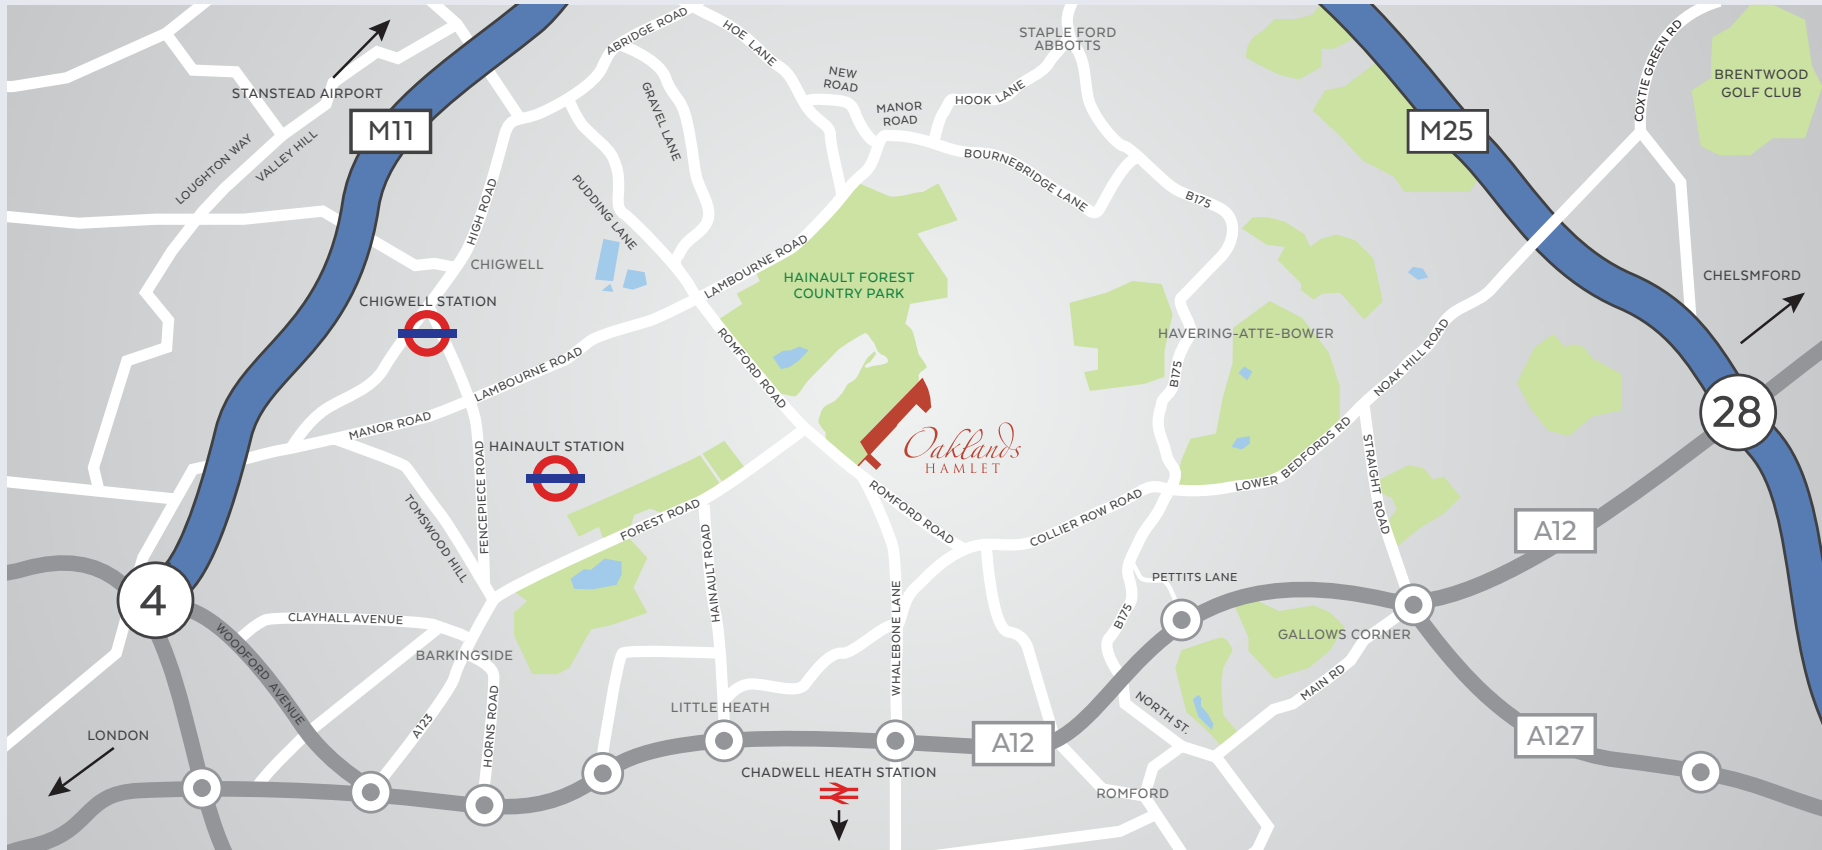 ABRIDGE ROAD
HOE LANE
STAPLE FORD
ABBOTTS
COXTIE GREEN RD
BRENTWOOD
GOLF CLUB
STANSTEAD AIRPORT
NEW
ROAD
MANOR
ROAD
HOOK LANE
GRAVEL LANE
M11
M25
LOUGHTON WAY
VALLEY HILL
BOURNEBRIDGE LANE
PUDDING LANE
HIGH ROAD
B175
CHIGWELL
LAMBOURNE ROAD
HAINAULT FOREST
COUNTRY PARK
CHELSMFORD
CHIGWELL STATION
HAVERING-ATTE-BOWER
ROMFORD ROAD
LAMBOURNE ROAD
B175
NOAK HILL ROAD
MANOR ROAD
28
HAINAULT STATION
Oaklands
HAMLET
LOWER BEDFORDS RD
STRAIGHT ROAD
FENCEPIECE ROAD
TOMSWOOD HILL
FOREST ROAD
ROMFORD ROAD
COLLIER ROW ROAD
A12
HAINAULT ROAD
PETTITS LANE
4
CLAYHALL AVENUE
WOODFORD AVENUE
WHALEBONE LANE
B175
GALLOWS CORNER
BARKINGSIDE
MAIN RD
LITTLE HEATH
NORTH ST.
A123
HORNS ROAD
LONDON
A12
A127
CHADWELL HEATH STATION
ROMFORD